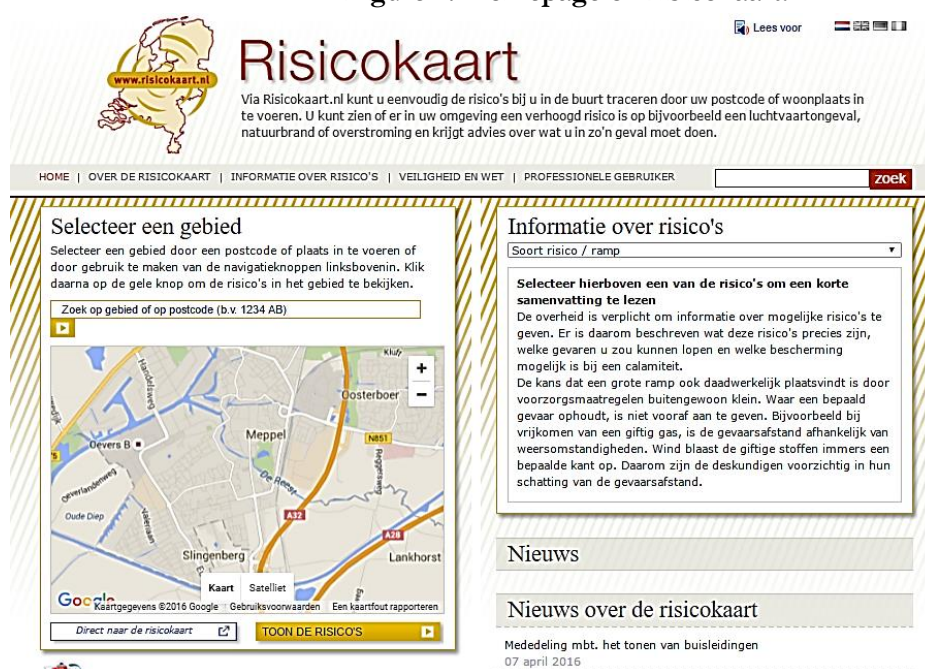 Lees voor
www.risicokaart.nl
Risicokaart
Via Risicokaart.nl kunt u eenvoudig de risico's bij u in de buurt traceren door uw postcode of woonplaats in
te voeren. U kunt zien of er in uw omgeving een verhoogd risico is op bijvoorbeeld een luchtvaartongeval,
natuurbrand of overstroming en krijgt advies over wat u in zo'n geval moet doen.
HOME | OVER DE RISICOKAART | INFORMATIE OVER RISICO'S | VEILIGHEID EN WET | PROFESSIONELE GEBRUIKER
zoek
Selecteer een gebied
Selecteer een gebied door een postcode of plaats in te voeren of
door gebruik te maken van de navigatieknoppen linksbovenin. Klik
daarna op de gele knop om de risico's in het gebied te bekijken.
Zoek op gebied of op postcode (b.v. 1234 AB)
Kluft
Handelsweg
Oosterboer
Meppel
N851
Oevers B
Reggersweg
De Reest
Oeverlandenweg
A32
Oude Diep
Valeriaan
A28
Slingenberg
Lankhorst
Kaart Satelliet
Google
Kaartgegevens ©2016 Google Gebruiksvoorwaarden Een kaartfout rapporteren
Direct naar de risicokaart
TOON DE RISICO'S
Informatie over risico's
Soort risico / ramp
Selecteer hierboven een van de risico's om een korte
samenvatting te lezen
De overheid is verplicht om informatie over mogelijke risico's te
geven. Er is daarom beschreven wat deze risico's precies zijn,
welke gevaren u zou kunnen lopen en welke bescherming
mogelijk is bij een calamiteit.
De kans dat een grote ramp ook daadwerkelijk plaatsvindt is door
voorzorgsmaatregelen buitengewoon klein. Waar een bepaald
gevaar ophoudt, is niet vooraf aan te geven. Bijvoorbeeld bij
vrijkomen van een giftig gas, is de gevaarsafstand afhankelijk van
weersomstandigheden. Wind blaast de giftige stoffen immers een
bepaalde kant op. Daarom zijn de deskundigen voorzichtig in hun
schatting van de gevaarsafstand.
Nieuws
Nieuws over de risicokaart
Mededeling mbt. het tonen van buisleidingen
07 april 2016